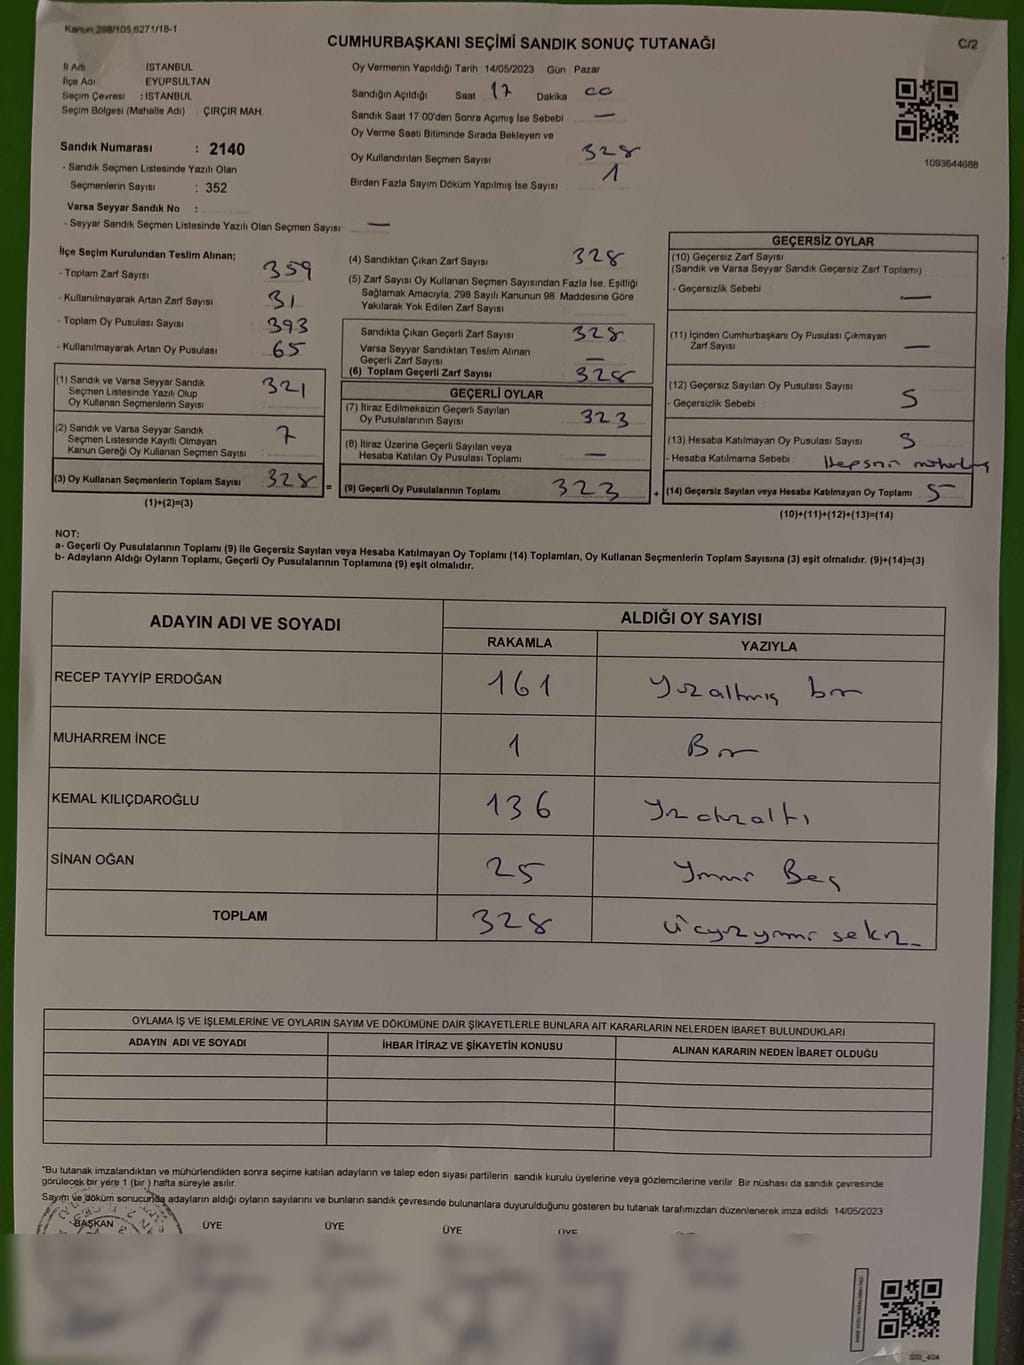 Kanun 298/105,6271/18-1
CUMHURBAŞKANI SEÇİMİ SANDIK SONUÇ TUTANAĞI
C/2
İl Adı : İSTANBUL
İlçe Adı : EYÜPSULTAN
Seçim Çevresi : İSTANBUL
Seçim Bölgesi (Mahalle Adı) : ÇIRÇIR MAH.
Sandık Numarası : 2140
- Sandık Seçmen Listesinde Yazılı Olan
Seçmenlerin Sayısı : 352
Varsa Seyyar Sandık No :
- Seyyar Sandık Seçmen Listesinde Yazılı Olan Seçmen Sayısı: —
Oy Vermenin Yapıldığı Tarih 14/05/2023 Gün : Pazar
Sandığın Açıldığı Saat 17 Dakika 00
Sandık Saat 17:00'den Sonra Açımış İse Sebebi —
Oy Verme Saati Bitiminde Sırada Bekleyen ve
Oy Kullandırılan Seçmen Sayısı 328
Birden Fazla Sayım Döküm Yapılmış İse Sayısı 1
1093644686
İlçe Seçim Kurulundan Teslim Alınan;
- Toplam Zarf Sayısı 359
- Kullanılmayarak Artan Zarf Sayısı 31
- Toplam Oy Pusulası Sayısı 393
- Kullanılmayarak Artan Oy Pusulası 65
(1) Sandık ve Varsa Seyyar Sandık
Seçmen Listesinde Yazılı Olup
Oy Kullanan Seçmenlerin Sayısı 321
(2) Sandık ve Varsa Seyyar Sandık
Seçmen Listesinde Kayıtlı Olmayan
Kanun Gereği Oy Kullanan Seçmen Sayısı 7
(3) Oy Kullanan Seçmenlerin Toplam Sayısı 328 =
(1)+(2)=(3)
(4) Sandıktan Çıkan Zarf Sayısı 328
(5) Zarf Sayısı Oy Kullanan Seçmen Sayısından Fazla İse, Eşitliği
Sağlamak Amacıyla, 298 Sayılı Kanunun 98. Maddesine Göre
Yakılarak Yok Edilen Zarf Sayısı :
Sandıkta Çıkan Geçerli Zarf Sayısı 328
Varsa Seyyar Sandıktan Teslim Alınan
Geçerli Zarf Sayısı —
(6) Toplam Geçerli Zarf Sayısı 328
GEÇERLİ OYLAR
(7) İtiraz Edilmeksizin Geçerli Sayılan
Oy Pusulalarının Sayısı 323
(8) İtiraz Üzerine Geçerli Sayılan veya
Hesaba Katılan Oy Pusulası Toplamı —
(9) Geçerli Oy Pusulalarının Toplamı 323 +
GEÇERSİZ OYLAR
(10) Geçersiz Zarf Sayısı
(Sandık ve Varsa Seyyar Sandık Geçersiz Zarf Toplamı)
- Geçersizlik Sebebi : —
(11) İçinden Cumhurbaşkanı Oy Pusulası Çıkmayan
Zarf Sayısı —
(12) Geçersiz Sayılan Oy Pusulası Sayısı 5
- Geçersizlik Sebebi :
(13) Hesaba Katılmayan Oy Pusulası Sayısı 5
- Hesaba Katılmama Sebebi :
(14) Geçersiz Sayılan veya Hesaba Katılmayan Oy Toplamı 5
(10)+(11)+(12)+(13)=(14)
NOT:
a- Geçerli Oy Pusulalarının Toplamı (9) ile Geçersiz Sayılan veya Hesaba Katılmayan Oy Toplamı (14) Toplamları, Oy Kullanan Seçmenlerin Toplam Sayısına (3) eşit olmalıdır. (9)+(14)=(3)
b- Adayların Aldığı Oyların Toplamı, Geçerli Oy Pusulalarının Toplamına (9) eşit olmalıdır.
ADAYIN ADI VE SOYADI
ALDIĞI OY SAYISI
RAKAMLA YAZIYLA
RECEP TAYYİP ERDOĞAN 161 Yüzaltmış bir
MUHARREM İNCE 1 Bir
KEMAL KILIÇDAROĞLU 136 Yüzotuzaltı
SİNAN OĞAN 25 Yirmi Beş
TOPLAM 328 Üçyüzyirmi sekiz
OYLAMA İŞ VE İŞLEMLERİNE VE OYLARIN SAYIM VE DÖKÜMÜNE DAİR ŞİKAYETLERLE BUNLARA AİT KARARLARIN NELERDEN İBARET BULUNDUKLARI
ADAYIN ADI VE SOYADI İHBAR İTİRAZ VE ŞİKAYETİN KONUSU ALINAN KARARIN NEDEN İBARET OLDUĞU
*Bu tutanak imzalandıktan ve mühürlendikten sonra seçime katılan adayların ve talep eden siyasi partilerin sandık kurulu üyelerine veya gözlemcilerine verilir. Bir nüshası da sandık çevresinde
görülecek bir yere 1 (bir ) hafta süreyle asılır.
Sayım ve döküm sonucunda adayların aldığı oyların sayılarını ve bunların sandık çevresinde bulunanlara duyurulduğunu gösteren bu tutanak tarafımızdan düzenlenerek imza edildi 14/05/2023
BAŞKAN ÜYE ÜYE ÜYE ÜYE